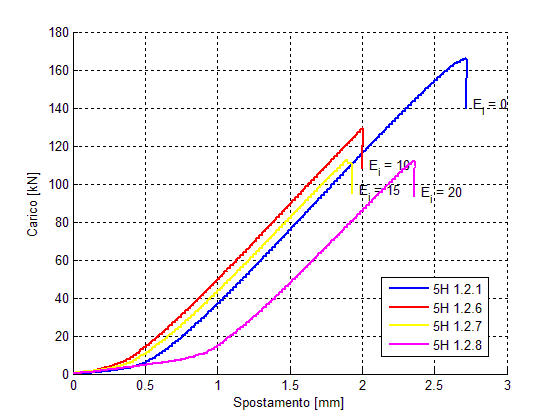 180
160
140
120
100
80
60
40
20
0
Carico [kN]
E_i = 0
E_i = 10
E_i = 15
E_i = 20
5H 1.2.1
5H 1.2.6
5H 1.2.7
5H 1.2.8
0 0.5 1 1.5 2 2.5 3
Spostamento [mm]